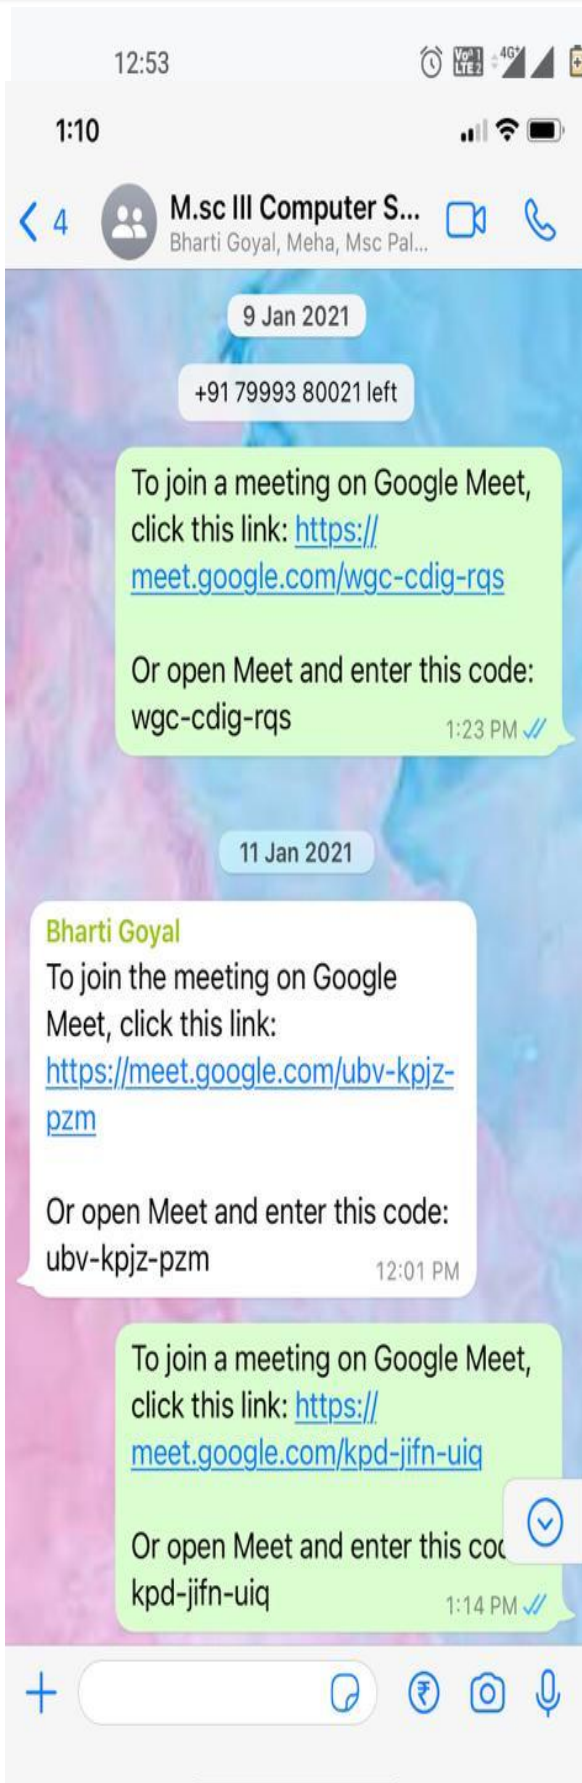 12:53
Vo 1
LTE 2
4G+
1:10
4
M.sc III Computer S...
Bharti Goyal, Meha, Msc Pal...
9 Jan 2021
+91 79993 80021 left
To join a meeting on Google Meet,
click this link: https://
meet.google.com/wgc-cdig-rqs
Or open Meet and enter this code:
wgc-cdig-rqs
1:23 PM
11 Jan 2021
Bharti Goyal
To join the meeting on Google
Meet, click this link:
https://meet.google.com/ubv-kpjz-
pzm
Or open Meet and enter this code:
ubv-kpjz-pzm
12:01 PM
To join a meeting on Google Meet,
click this link: https://
meet.google.com/kpd-jifn-uiq
Or open Meet and enter this co
kpd-jifn-uiq
1:14 PM
₹